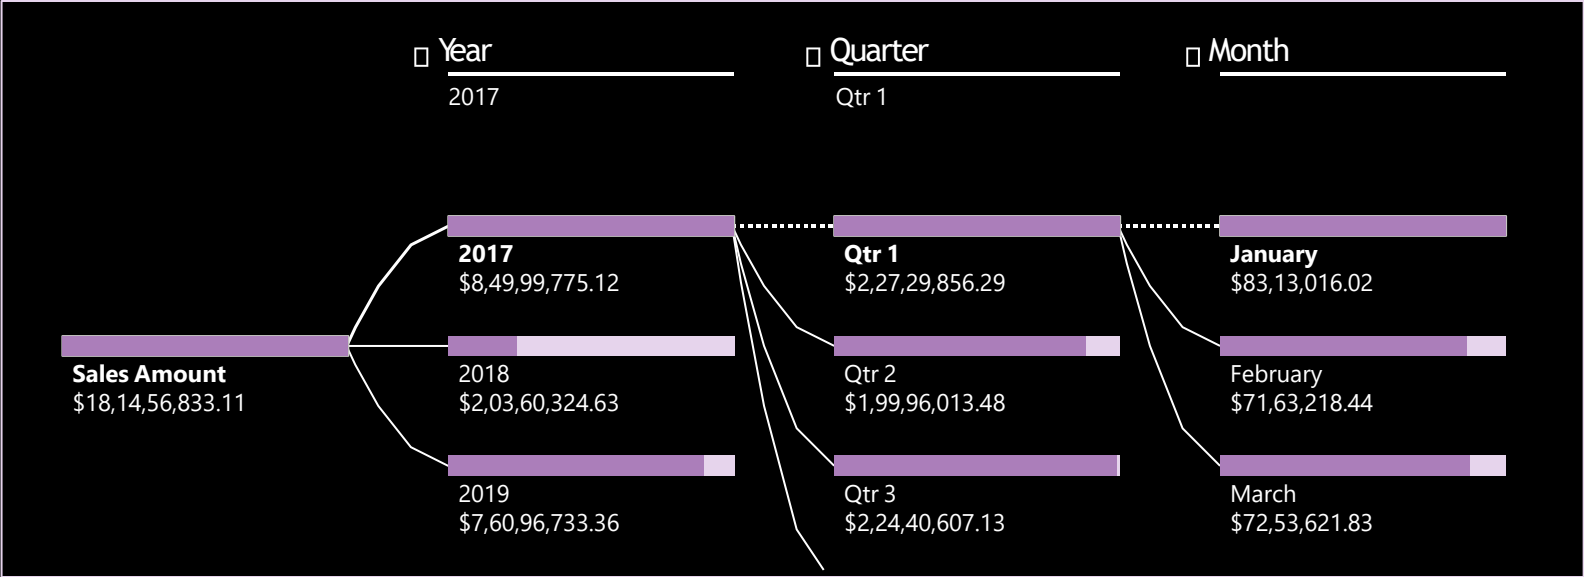 Year
Quarter
Month
2017
Qtr 1
2017
$8,49,99,775.12
Qtr 1
$2,27,29,856.29
January
$83,13,016.02
Sales Amount
$18,14,56,833.11
2018
$2,03,60,324.63
Qtr 2
$1,99,96,013.48
February
$71,63,218.44
2019
$7,60,96,733.36
Qtr 3
$2,24,40,607.13
March
$72,53,621.83